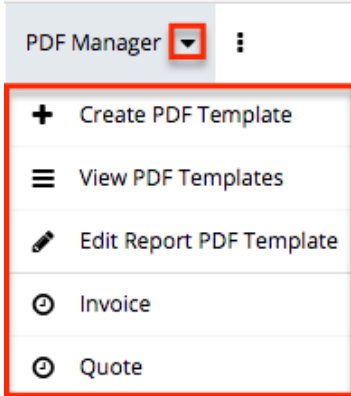 PDF Manager
Create PDF Template
View PDF Templates
Edit Report PDF Template
Invoice
Quote